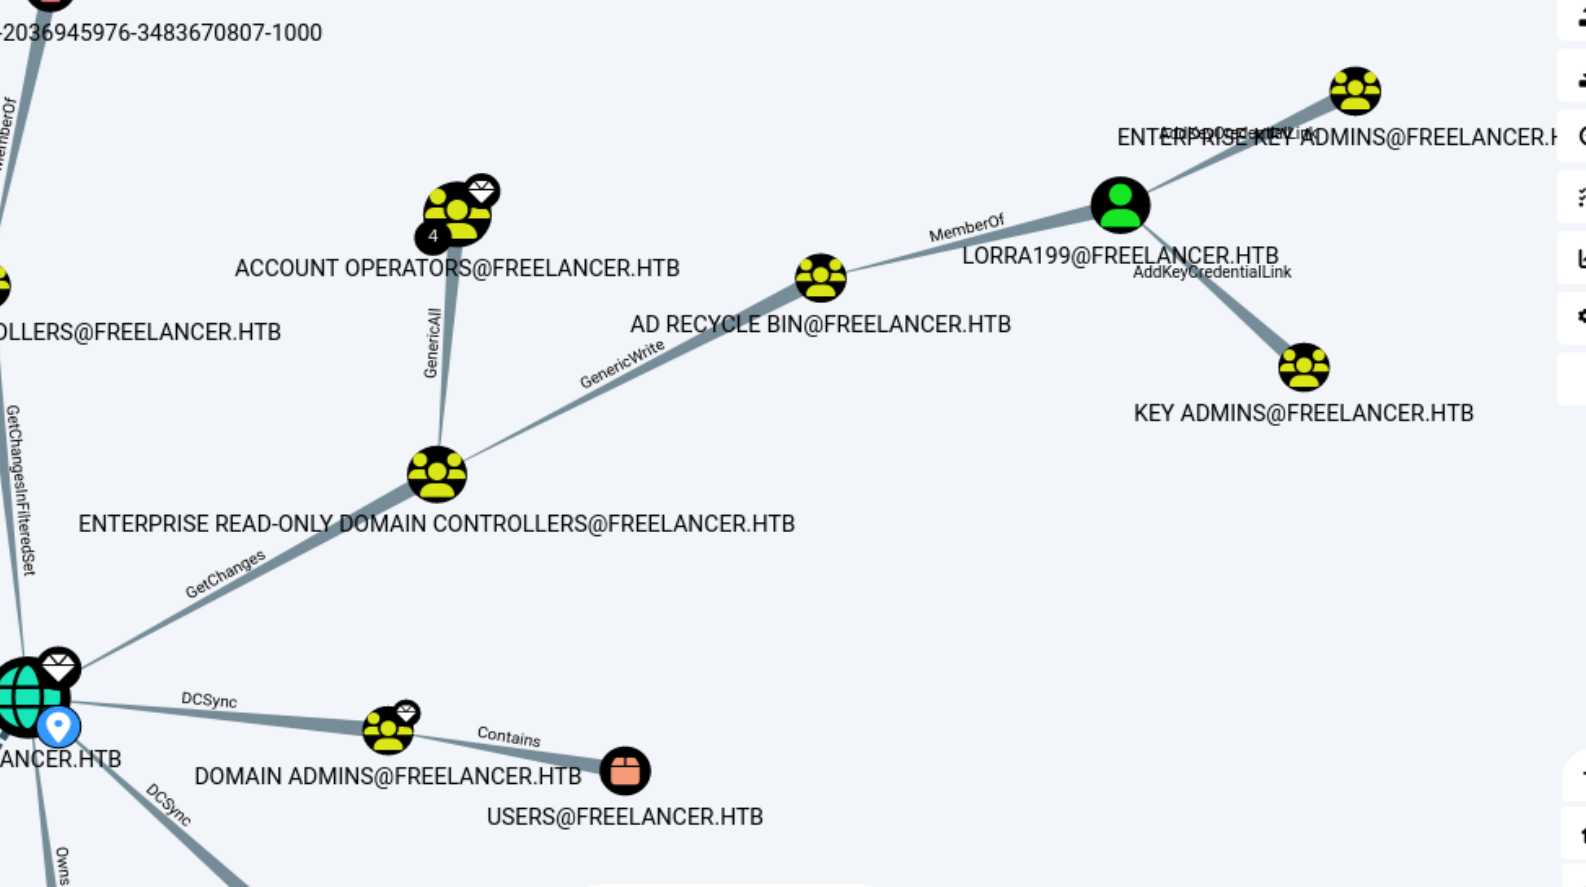 -2036945976-3483670807-1000
MemberOf
ENTERPRISE KEY ADMINS@FREELANCER.H
AddKeyCredentialLink
MemberOf
LORRA199@FREELANCER.HTB
AddKeyCredentialLink
4
ACCOUNT OPERATORS@FREELANCER.HTB
OLLERS@FREELANCER.HTB
AD RECYCLE BIN@FREELANCER.HTB
GenericAll
GenericWrite
KEY ADMINS@FREELANCER.HTB
GetChangesInFilteredSet
ENTERPRISE READ-ONLY DOMAIN CONTROLLERS@FREELANCER.HTB
GetChanges
DCSync
Contains
ANCER.HTB
DOMAIN ADMINS@FREELANCER.HTB
USERS@FREELANCER.HTB
DCSync
Owns